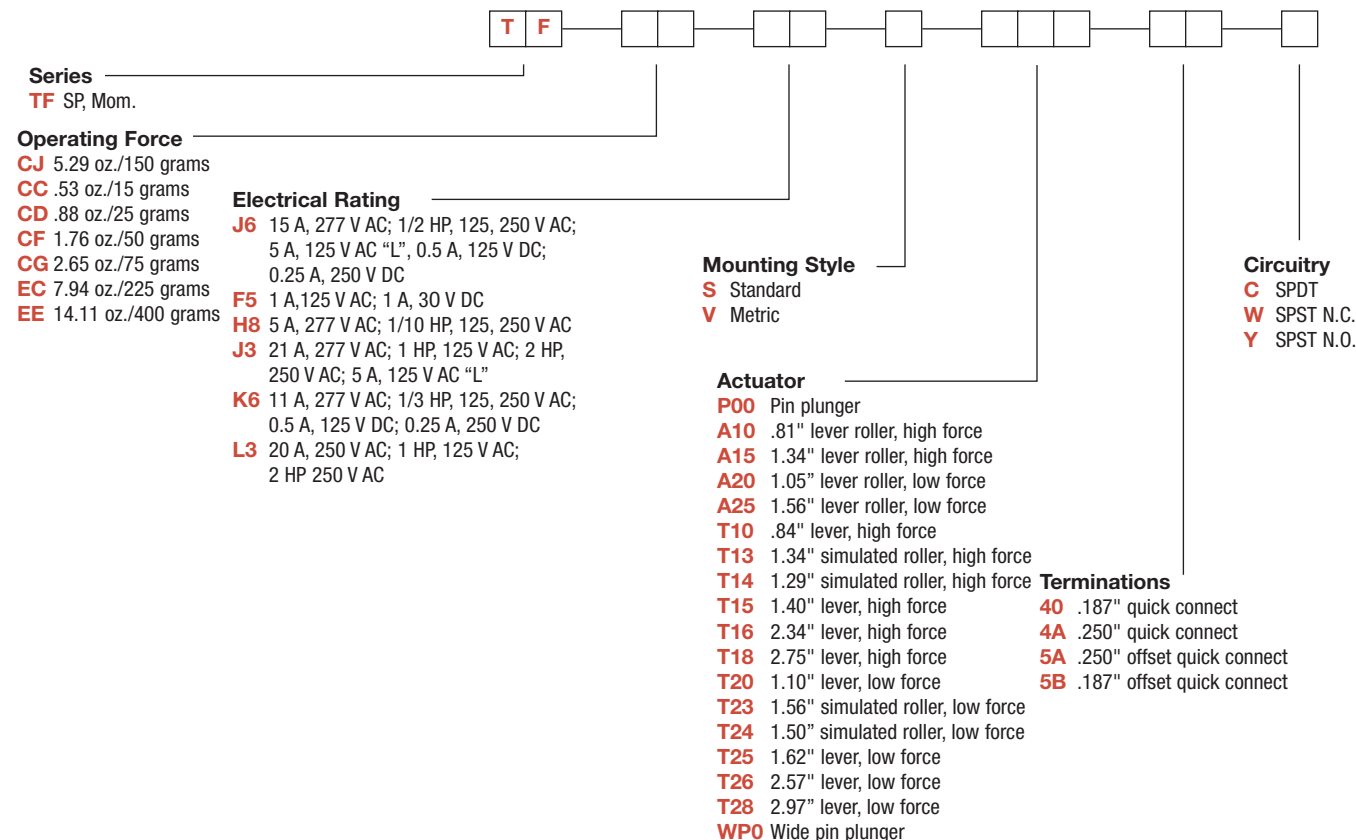 T F
Series
TF SP, Mom.
Operating Force
CJ 5.29 oz./150 grams
CC .53 oz./15 grams
CD .88 oz./25 grams
CF 1.76 oz./50 grams
CG 2.65 oz./75 grams
EC 7.94 oz./225 grams
EE 14.11 oz./400 grams
Electrical Rating
J6 15 A, 277 V AC; 1/2 HP, 125, 250 V AC;
5 A, 125 V AC “L”, 0.5 A, 125 V DC;
0.25 A, 250 V DC
F5 1 A,125 V AC; 1 A, 30 V DC
H8 5 A, 277 V AC; 1/10 HP, 125, 250 V AC
J3 21 A, 277 V AC; 1 HP, 125 V AC; 2 HP,
250 V AC; 5 A, 125 V AC “L”
K6 11 A, 277 V AC; 1/3 HP, 125, 250 V AC;
0.5 A, 125 V DC; 0.25 A, 250 V DC
L3 20 A, 250 V AC; 1 HP, 125 V AC;
2 HP 250 V AC
Mounting Style
S Standard
V Metric
Actuator
P00 Pin plunger
A10 .81" lever roller, high force
A15 1.34" lever roller, high force
A20 1.05” lever roller, low force
A25 1.56" lever roller, low force
T10 .84" lever, high force
T13 1.34" simulated roller, high force
T14 1.29" simulated roller, high force
T15 1.40" lever, high force
T16 2.34" lever, high force
T18 2.75" lever, high force
T20 1.10" lever, low force
T23 1.56" simulated roller, low force
T24 1.50” simulated roller, low force
T25 1.62" lever, low force
T26 2.57" lever, low force
T28 2.97” lever, low force
WP0 Wide pin plunger
Terminations
40 .187" quick connect
4A .250" quick connect
5A .250" offset quick connect
5B .187" offset quick connect
Circuitry
C SPDT
W SPST N.C.
Y SPST N.O.